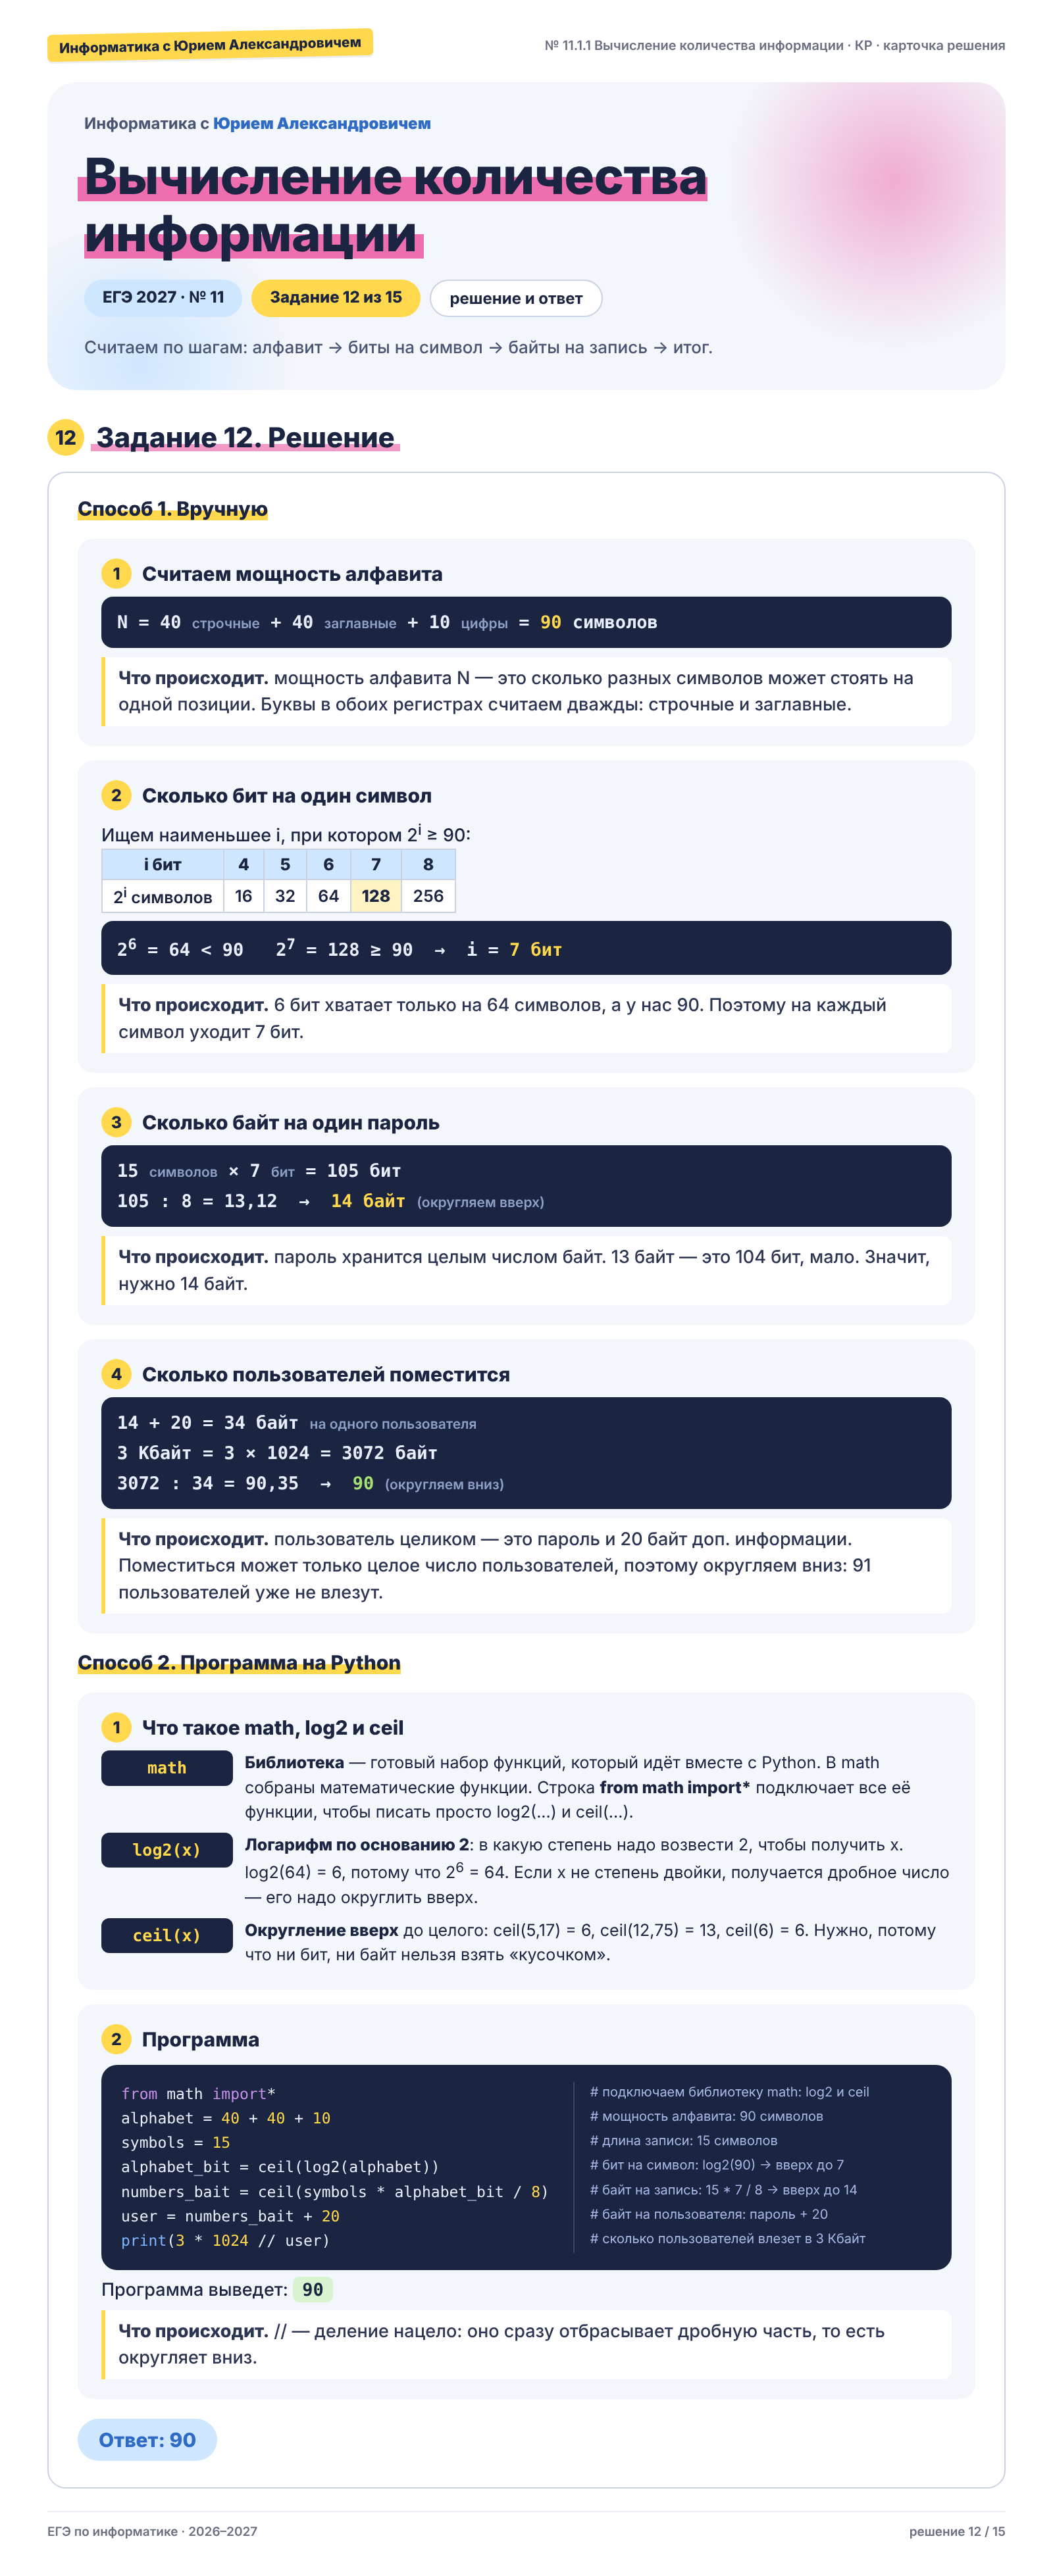 Информатика с Юрием Александровичем
№ 11.1.1 Вычисление количества информации · КР · карточка решения
Информатика с Юрием Александровичем
Вычисление количества
информации
ЕГЭ 2027 · № 11
Задание 12 из 15
решение и ответ
Считаем по шагам: алфавит → биты на символ → байты на запись → итог.
12 Задание 12. Решение
Способ 1. Вручную
1 Считаем мощность алфавита
N = 40 строчные + 40 заглавные + 10 цифры = 90 символов
Что происходит. мощность алфавита N — это сколько разных символов может стоять на
одной позиции. Буквы в обоих регистрах считаем дважды: строчные и заглавные.
2 Сколько бит на один символ
Ищем наименьшее i, при котором 2^i ≥ 90:
i бит 4 5 6 7 8
2^i символов 16 32 64 128 256
2^6 = 64 < 90 2^7 = 128 ≥ 90 → i = 7 бит
Что происходит. 6 бит хватает только на 64 символов, а у нас 90. Поэтому на каждый
символ уходит 7 бит.
3 Сколько байт на один пароль
15 символов × 7 бит = 105 бит
105 : 8 = 13,12 → 14 байт (округляем вверх)
Что происходит. пароль хранится целым числом байт. 13 байт — это 104 бит, мало. Значит,
нужно 14 байт.
4 Сколько пользователей поместится
14 + 20 = 34 байт на одного пользователя
3 Кбайт = 3 × 1024 = 3072 байт
3072 : 34 = 90,35 → 90 (округляем вниз)
Что происходит. пользователь целиком — это пароль и 20 байт доп. информации.
Поместиться может только целое число пользователей, поэтому округляем вниз: 91
пользователей уже не влезут.
Способ 2. Программа на Python
1 Что такое math, log2 и ceil
math
Библиотека — готовый набор функций, который идёт вместе с Python. В math
собраны математические функции. Строка from math import* подключает все её
функции, чтобы писать просто log2(...) и ceil(...).
log2(x)
Логарифм по основанию 2: в какую степень надо возвести 2, чтобы получить x.
log2(64) = 6, потому что 2^6 = 64. Если x не степень двойки, получается дробное число
— его надо округлить вверх.
ceil(x)
Округление вверх до целого: ceil(5,17) = 6, ceil(12,75) = 13, ceil(6) = 6. Нужно, потому
что ни бит, ни байт нельзя взять «кусочком».
2 Программа
from math import* # подключаем библиотеку math: log2 и ceil
alphabet = 40 + 40 + 10 # мощность алфавита: 90 символов
symbols = 15 # длина записи: 15 символов
alphabet_bit = ceil(log2(alphabet)) # бит на символ: log2(90) → вверх до 7
numbers_bait = ceil(symbols * alphabet_bit / 8) # байт на запись: 15 * 7 / 8 → вверх до 14
user = numbers_bait + 20 # байт на пользователя: пароль + 20
print(3 * 1024 // user) # сколько пользователей влезет в 3 Кбайт
Программа выведет: 90
Что происходит. // — деление нацело: оно сразу отбрасывает дробную часть, то есть
округляет вниз.
Ответ: 90
ЕГЭ по информатике · 2026–2027
решение 12 / 15